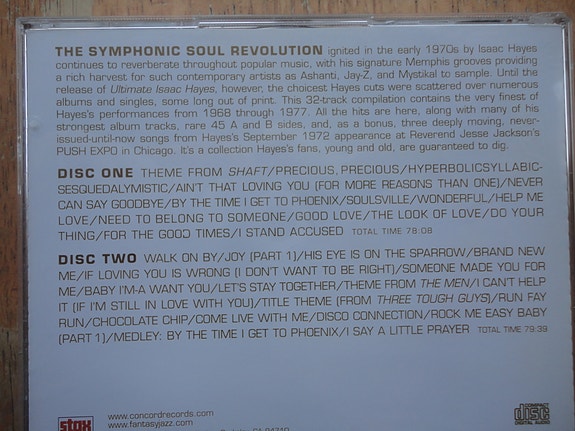 THE SYMPHONIC SOUL REVOLUTION ignited in the early 1970s by Isaac Hayes
continues to reverberate throughout popular music, with his signature Memphis grooves providing
a rich harvest for such contemporary artists as Ashanti, Jay-Z, and Mystikal to sample. Until the
release of Ultimate Isaac Hayes, however, the choicest Hayes cuts were scattered over numerous
albums and singles, some long out of print. This 32-track compilation contains the very finest of
Hayes's performances from 1968 through 1977. All the hits are here, along with many of his
strongest album tracks, rare 45 A and B sides, and, as a bonus, three deeply moving, never-
issued-until-now songs from Hayes's September 1972 appearance at Reverend Jesse Jackson's
PUSH EXPO in Chicago. It's a collection Hayes's fans, young and old, are guaranteed to dig.
DISC ONE THEME FROM SHAFT/PRECIOUS, PRECIOUS/HYPERBOLICSYLLABIC-
SESQUEDALYMISTIC/AIN'T THAT LOVING YOU (FOR MORE REASONS THAN ONE)/NEVER
CAN SAY GOODBYE/BY THE TIME I GET TO PHOENIX/SOULSVILLE/WONDERFUL/HELP ME
LOVE/NEED TO BELONG TO SOMEONE/GOOD LOVE/THE LOOK OF LOVE/DO YOUR
THING/FOR THE GOOD TIMES/I STAND ACCUSED TOTAL TIME 78:08
DISC TWO WALK ON BY/JOY (PART 1)/HIS EYE IS ON THE SPARROW/BRAND NEW
ME/IF LOVING YOU IS WRONG (I DON'T WANT TO BE RIGHT)/SOMEONE MADE YOU FOR
ME/BABY I'M-A WANT YOU/LET'S STAY TOGETHER/THEME FROM THE MEN/I CAN'T HELP
IT (IF I'M STILL IN LOVE WITH YOU)/TITLE THEME (FROM THREE TOUGH GUYS)/RUN FAY
RUN/CHOCOLATE CHIP/COME LIVE WITH ME/DISCO CONNECTION/ROCK ME EASY BABY
(PART 1)/MEDLEY: BY THE TIME I GET TO PHOENIX/I SAY A LITTLE PRAYER TOTAL TIME 79:39
stax
www.concordrecords.com
www.fantasyjazz.com
COMPACT
disc
DIGITAL AUDIO